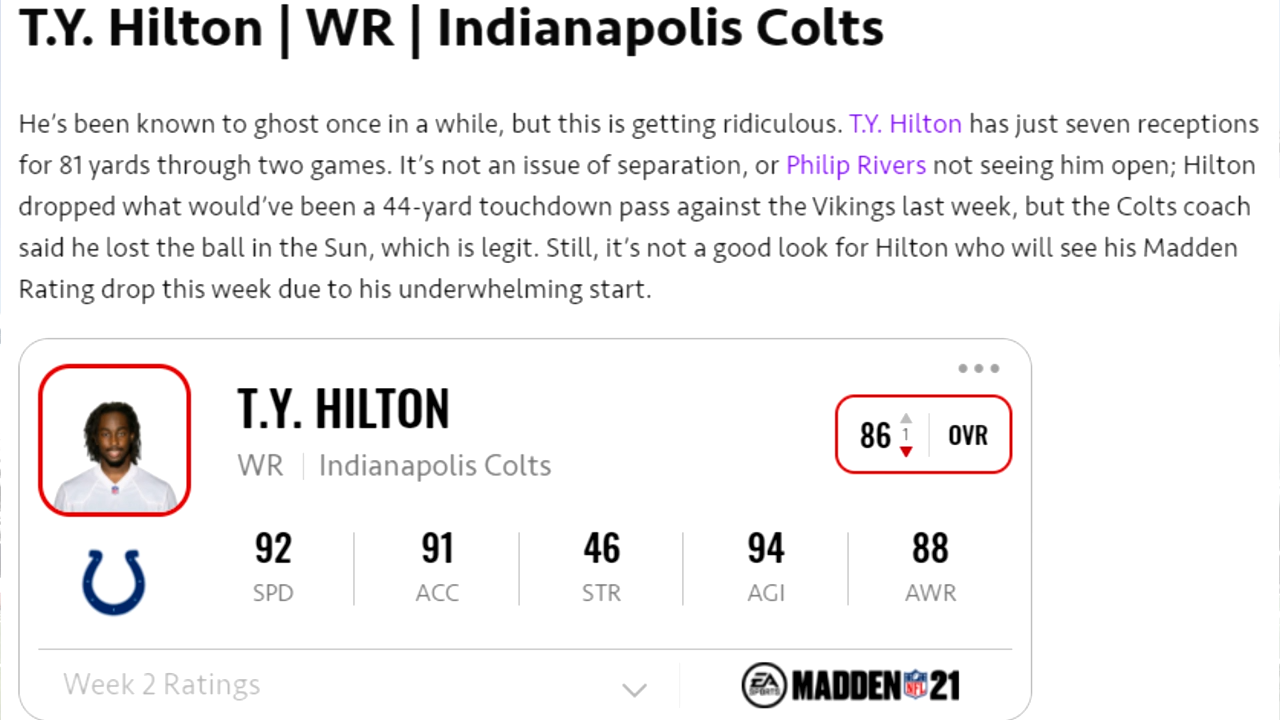 T.Y. Hilton | WR | Indianapolis Colts
He's been known to ghost once in a while, but this is getting ridiculous. T.Y. Hilton has just seven receptions
for 81 yards through two games. It's not an issue of separation, or Philip Rivers not seeing him open; Hilton
dropped what would've been a 44-yard touchdown pass against the Vikings last week, but the Colts coach
said he lost the ball in the Sun, which is legit. Still, it's not a good look for Hilton who will see his Madden
Rating drop this week due to his underwhelming start.
T.Y. HILTON
WR | Indianapolis Colts
86 1 OVR
92 91 46 94 88
SPD ACC STR AGI AWR
Week 2 Ratings
EA SPORTS MADDEN NFL 21